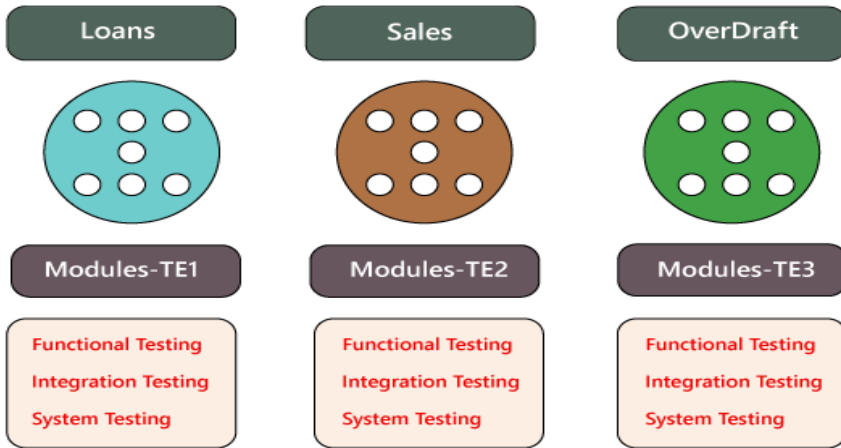 Loans
Sales
OverDraft
Modules-TE1
Modules-TE2
Modules-TE3
Functional Testing
Integration Testing
System Testing
Functional Testing
Integration Testing
System Testing
Functional Testing
Integration Testing
System Testing